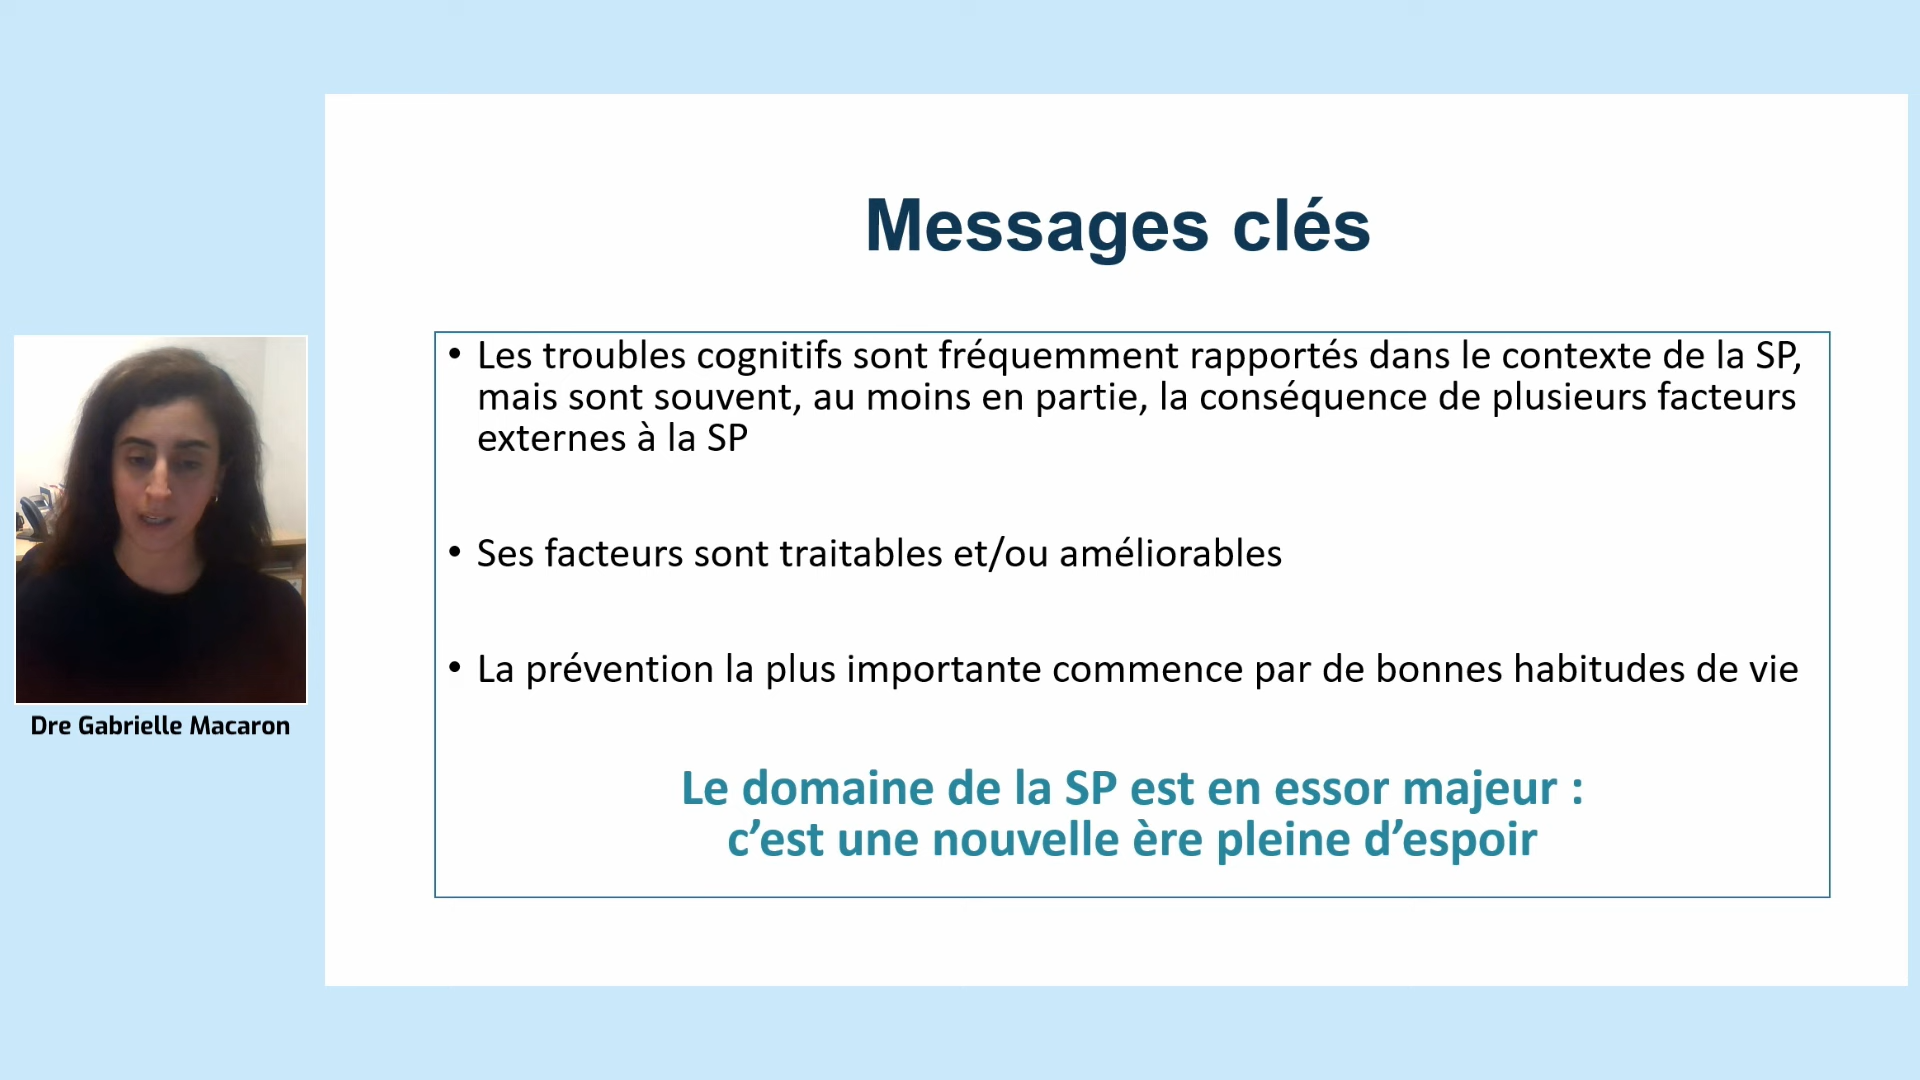 Messages clés
• Les troubles cognitifs sont fréquemment rapportés dans le contexte de la SP,
mais sont souvent, au moins en partie, la conséquence de plusieurs facteurs
externes à la SP
• Ses facteurs sont traitables et/ou améliorables
• La prévention la plus importante commence par de bonnes habitudes de vie
Le domaine de la SP est en essor majeur :
c’est une nouvelle ère pleine d’espoir
Dre Gabrielle Macaron